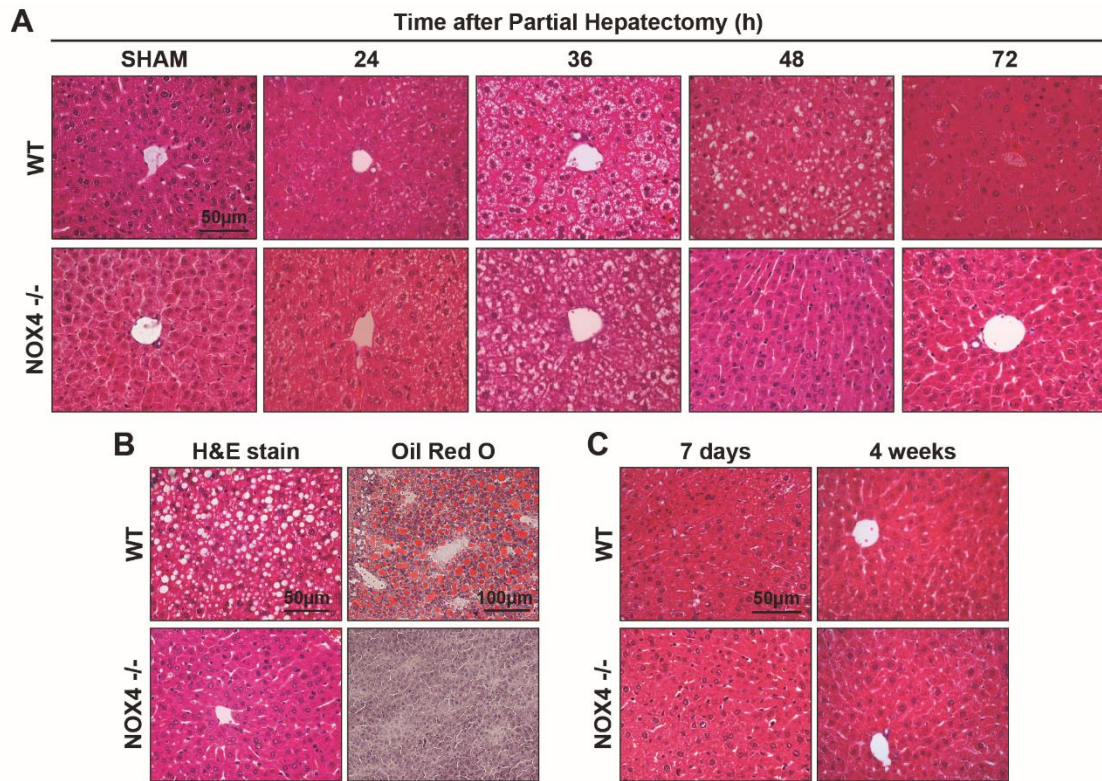 A
Time after Partial Hepatectomy (h)
SHAM 24 36 48 72
WT
50µm
NOX4 -/-
B
H&E stain Oil Red O
WT
50µm 100µm
NOX4 -/-
C
7 days 4 weeks
WT
50µm
NOX4 -/-